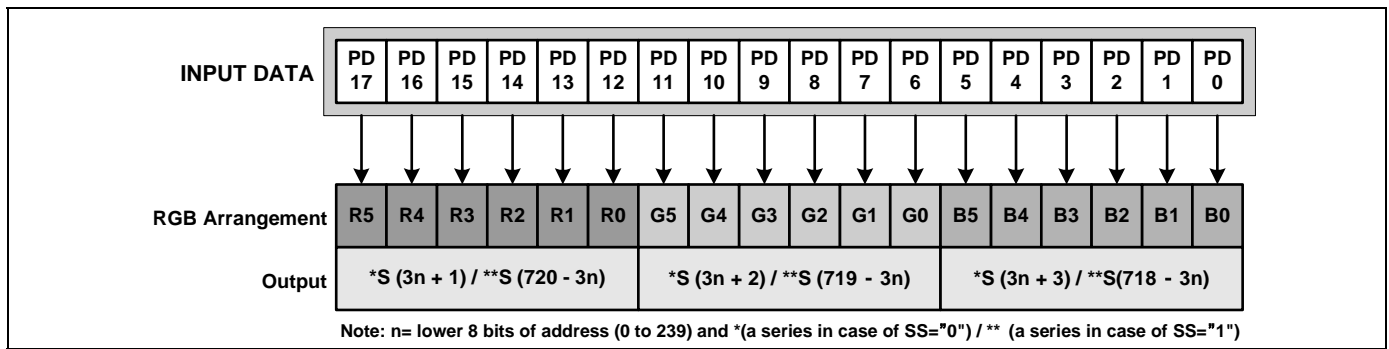 INPUT DATA PD 17 PD 16 PD 15 PD 14 PD 13 PD 12 PD 11 PD 10 PD 9 PD 8 PD 7 PD 6 PD 5 PD 4 PD 3 PD 2 PD 1 PD 0
RGB Arrangement R5 R4 R3 R2 R1 R0 G5 G4 G3 G2 G1 G0 B5 B4 B3 B2 B1 B0
Output *S (3n + 1) / **S (720 - 3n) *S (3n + 2) / **S (719 - 3n) *S (3n + 3) / **S(718 - 3n)
Note: n= lower 8 bits of address (0 to 239) and *(a series in case of SS="0") / ** (a series in case of SS="1")